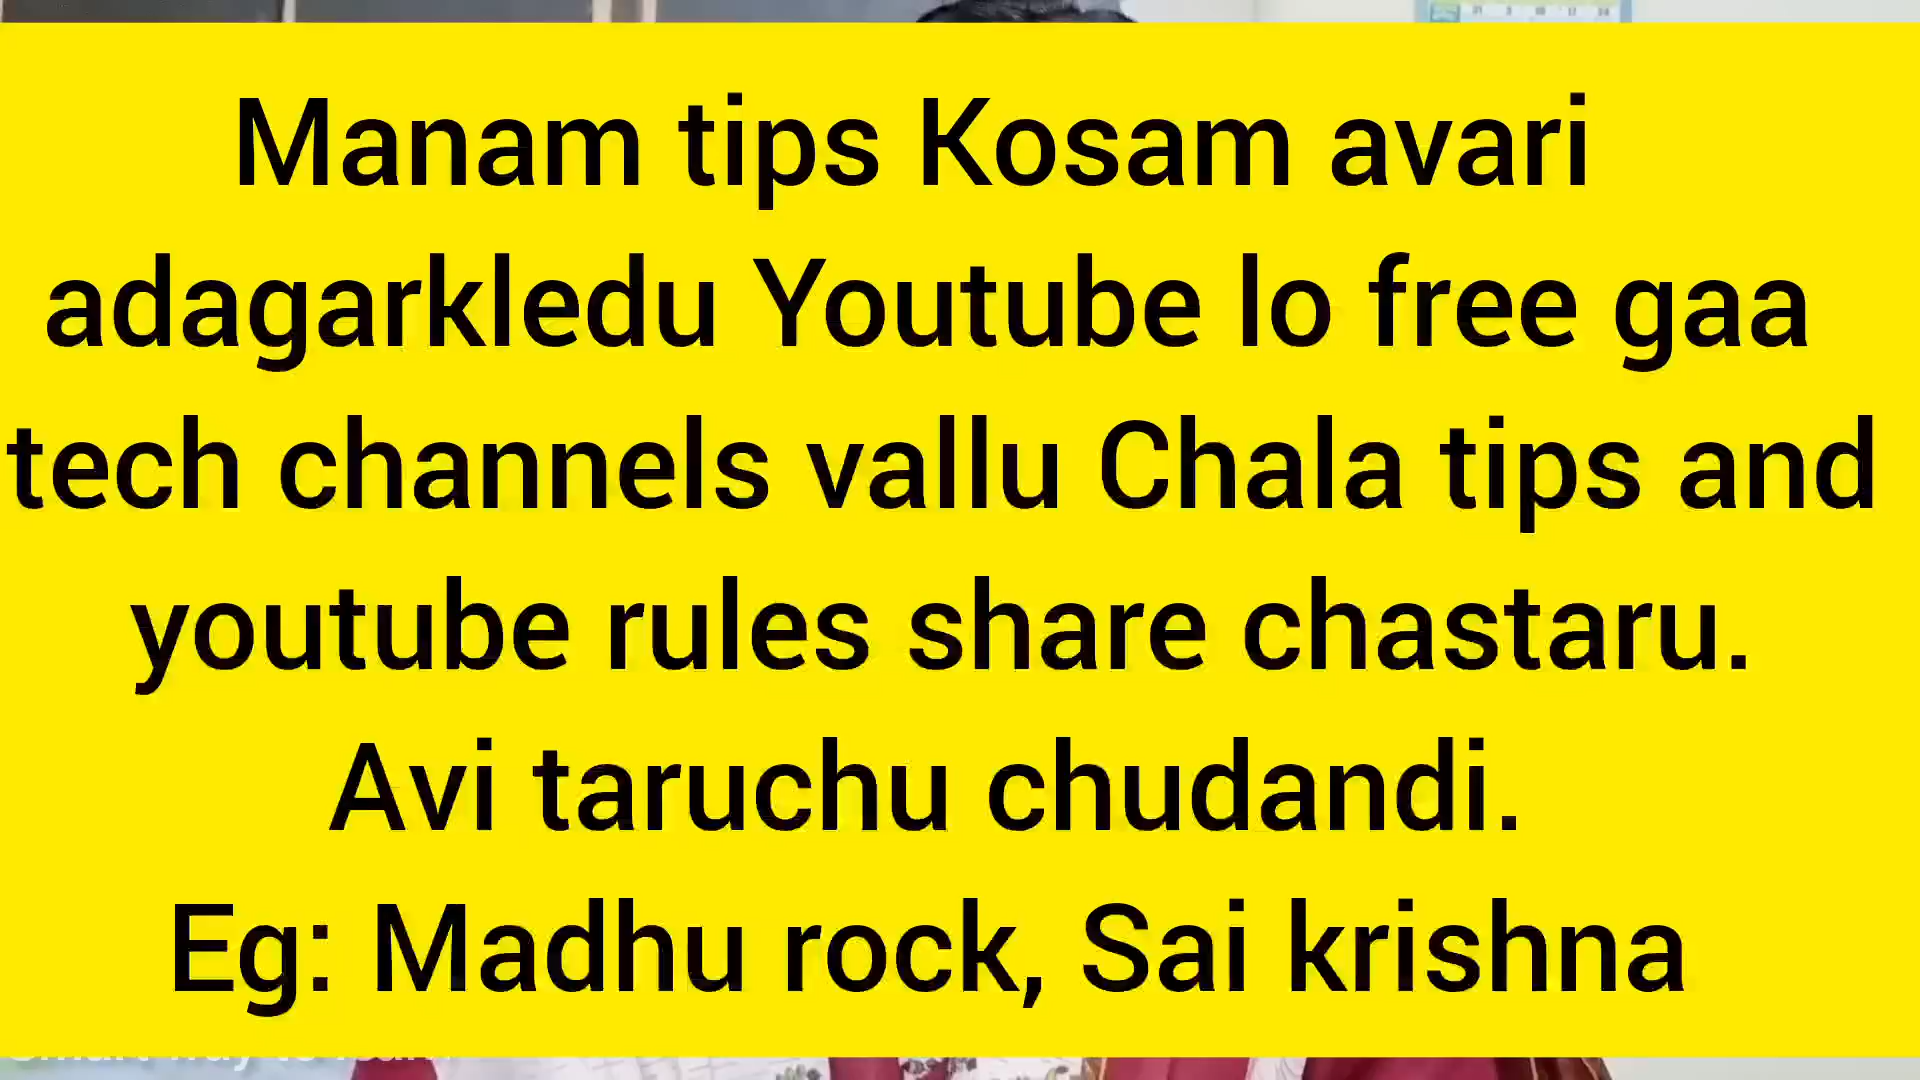 Manam tips Kosam avari
adagarkledu Youtube lo free gaa
tech channels vallu Chala tips and
youtube rules share chastaru.
Avi taruchu chudandi.
Eg: Madhu rock, Sai krishna